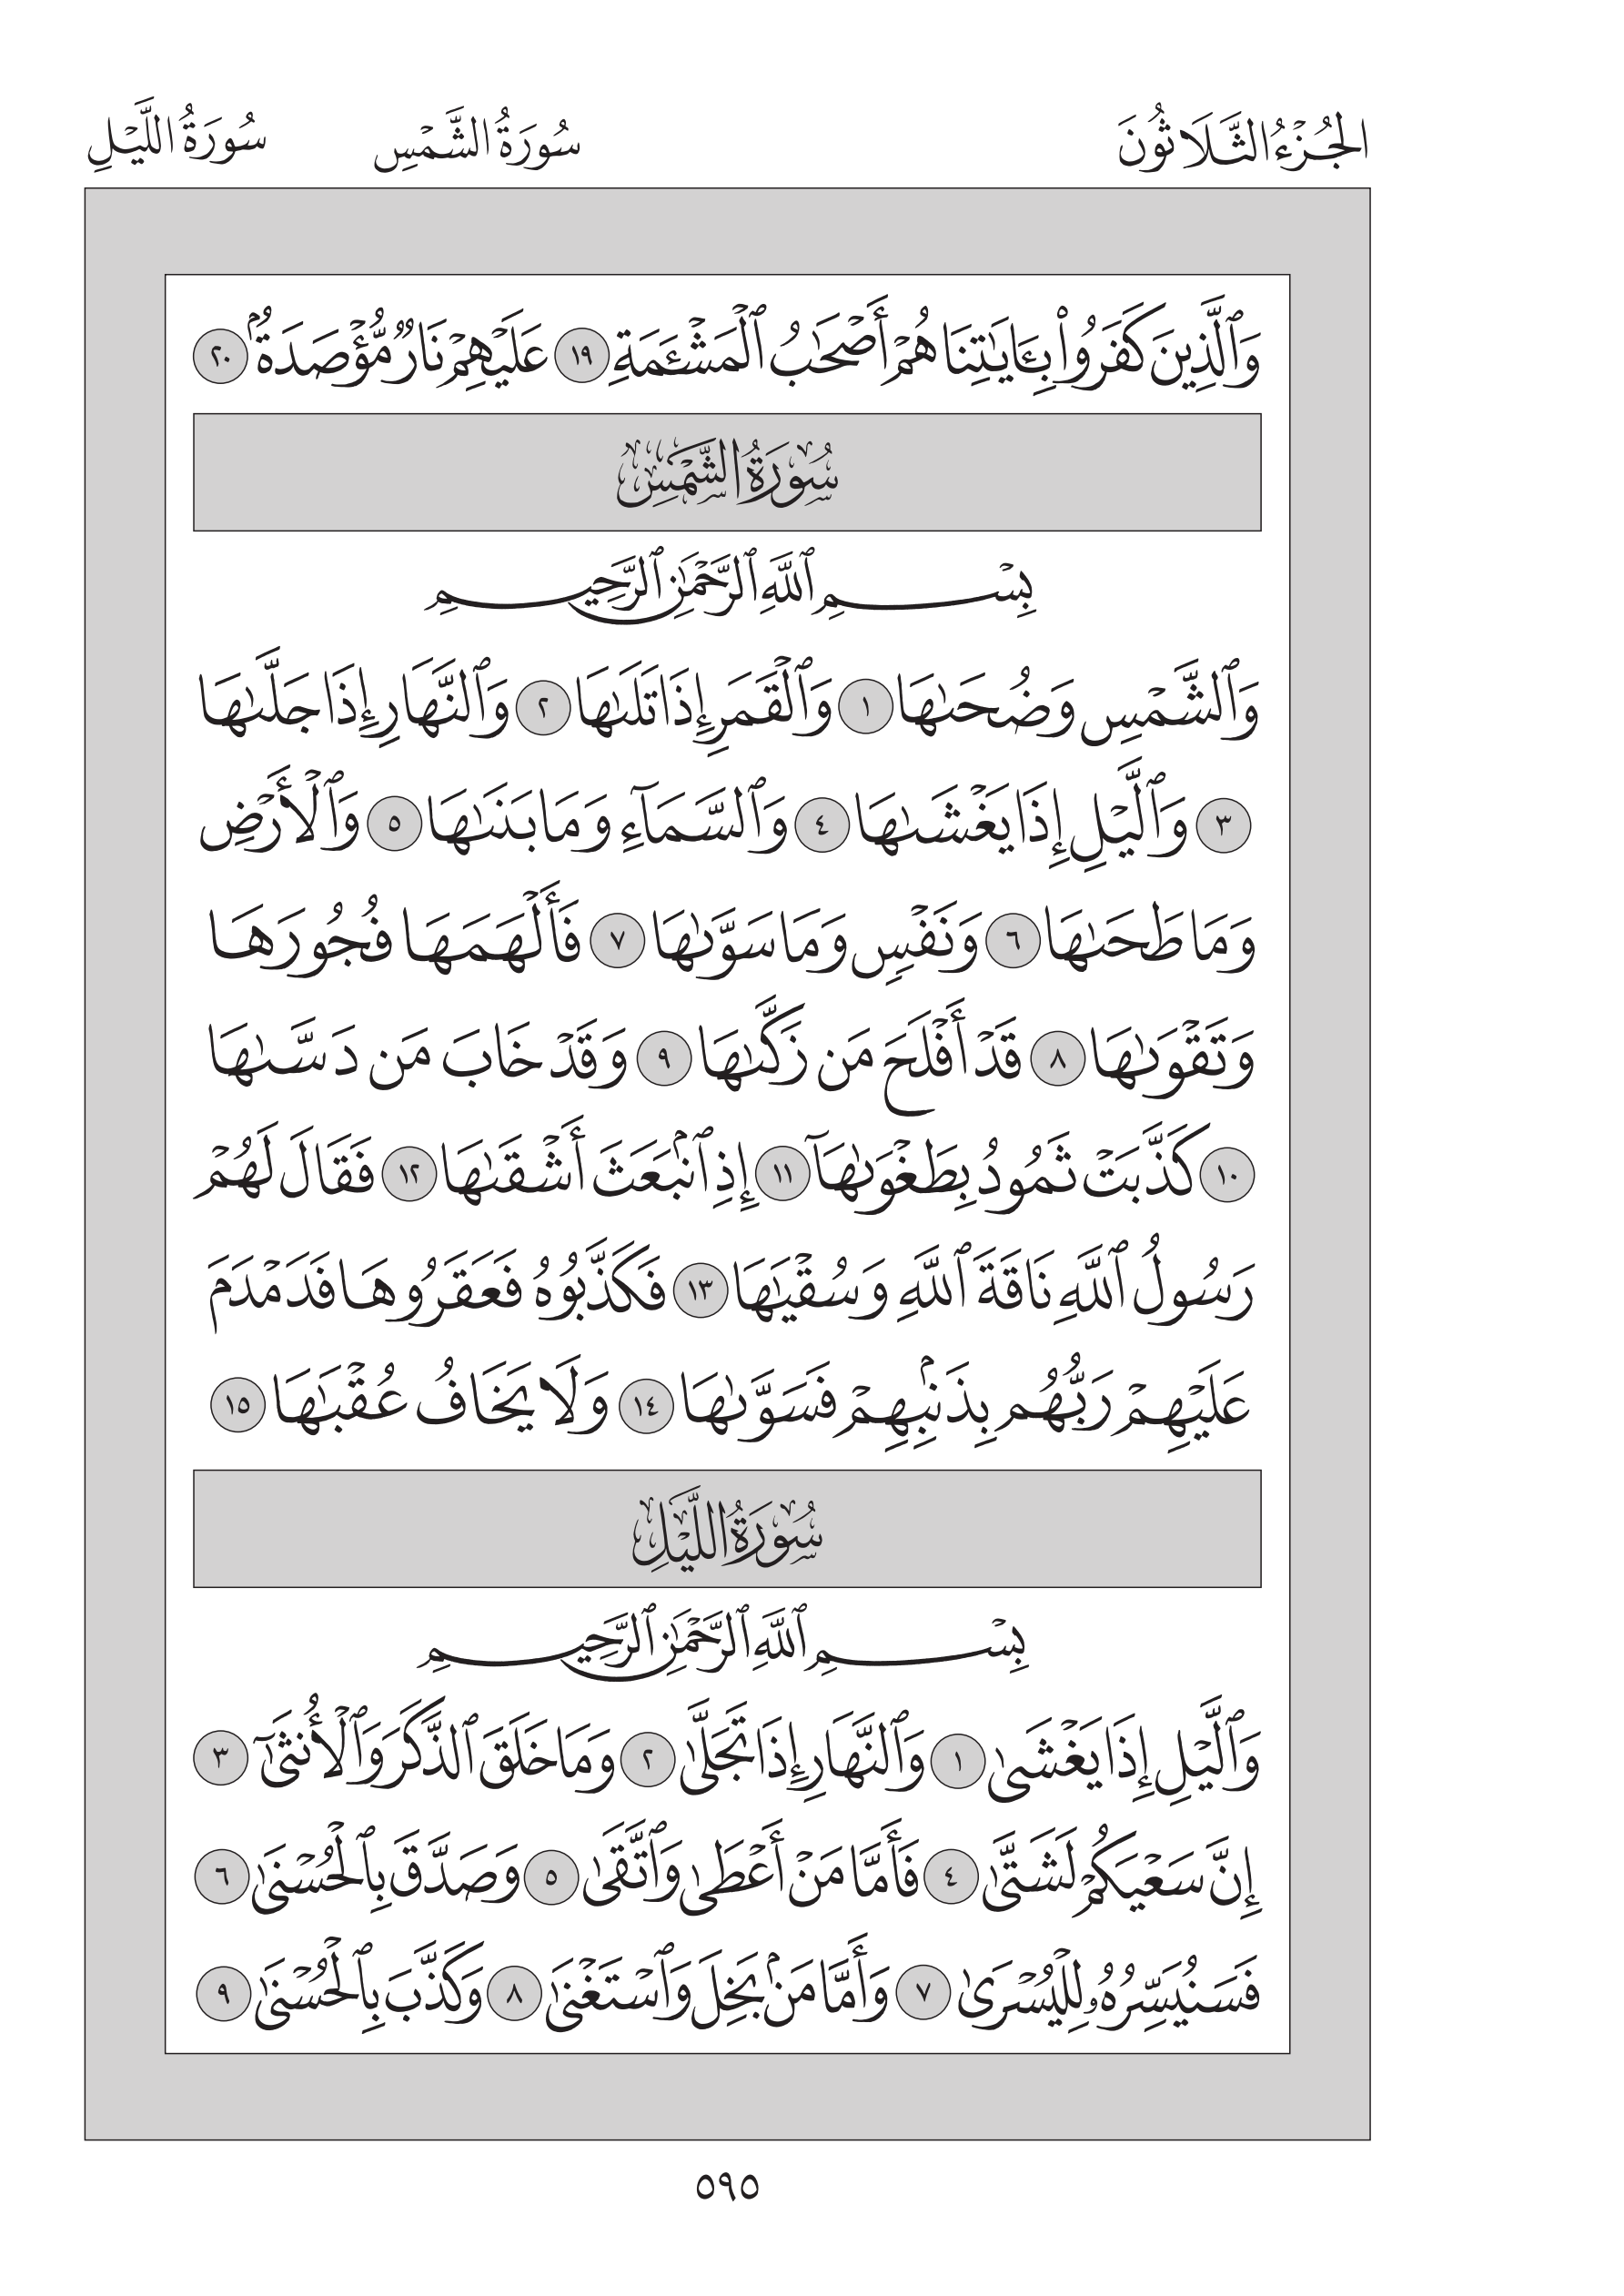 الجُزْءُ الثَّلَاثُونَ سُورَةُ الشَّمْسِ سُورَةُ اللَّيْلِ
وَٱلَّذِينَ كَفَرُوا۟ بِـَٔايَـٰتِنَا هُمْ أَصْحَـٰبُ ٱلْمَشْـَٔمَةِ ١٩ عَلَيْهِمْ نَارٌ مُّؤْصَدَةٌۢ ٢٠
سُورَةُ الشَّمْسِ
بِسْمِ ٱللَّهِ ٱلرَّحْمَـٰنِ ٱلرَّحِيمِ
وَٱلشَّمْسِ وَضُحَىٰهَا ١ وَٱلْقَمَرِ إِذَا تَلَىٰهَا ٢ وَٱلنَّهَارِ إِذَا جَلَّىٰهَا
٣ وَٱلَّيْلِ إِذَا يَغْشَىٰهَا ٤ وَٱلسَّمَآءِ وَمَا بَنَىٰهَا ٥ وَٱلْأَرْضِ
وَمَا طَحَىٰهَا ٦ وَنَفْسٍ وَمَا سَوَّىٰهَا ٧ فَأَلْهَمَهَا فُجُورَهَا
وَتَقْوَىٰهَا ٨ قَدْ أَفْلَحَ مَن زَكَّىٰهَا ٩ وَقَدْ خَابَ مَن دَسَّىٰهَا
١٠ كَذَّبَتْ ثَمُودُ بِطَغْوَىٰهَآ ١١ إِذِ ٱنۢبَعَثَ أَشْقَىٰهَا ١٢ فَقَالَ لَهُمْ
رَسُولُ ٱللَّهِ نَاقَةَ ٱللَّهِ وَسُقْيَـٰهَا ١٣ فَكَذَّبُوهُ فَعَقَرُوهَا فَدَمْدَمَ
عَلَيْهِمْ رَبُّهُم بِذَنۢبِهِمْ فَسَوَّىٰهَا ١٤ وَلَا يَخَافُ عُقْبَـٰهَا ١٥
سُورَةُ اللَّيْلِ
بِسْمِ ٱللَّهِ ٱلرَّحْمَـٰنِ ٱلرَّحِيمِ
وَٱلَّيْلِ إِذَا يَغْشَىٰ ١ وَٱلنَّهَارِ إِذَا تَجَلَّىٰ ٢ وَمَا خَلَقَ ٱلذَّكَرَ وَٱلْأُنثَىٰٓ ٣
إِنَّ سَعْيَكُمْ لَشَتَّىٰ ٤ فَأَمَّا مَنْ أَعْطَىٰ وَٱتَّقَىٰ ٥ وَصَدَّقَ بِٱلْحُسْنَىٰ ٦
فَسَنُيَسِّرُهُۥ لِلْيُسْرَىٰ ٧ وَأَمَّا مَنۢ بَخِلَ وَٱسْتَغْنَىٰ ٨ وَكَذَّبَ بِٱلْحُسْنَىٰ ٩
٥٩٥